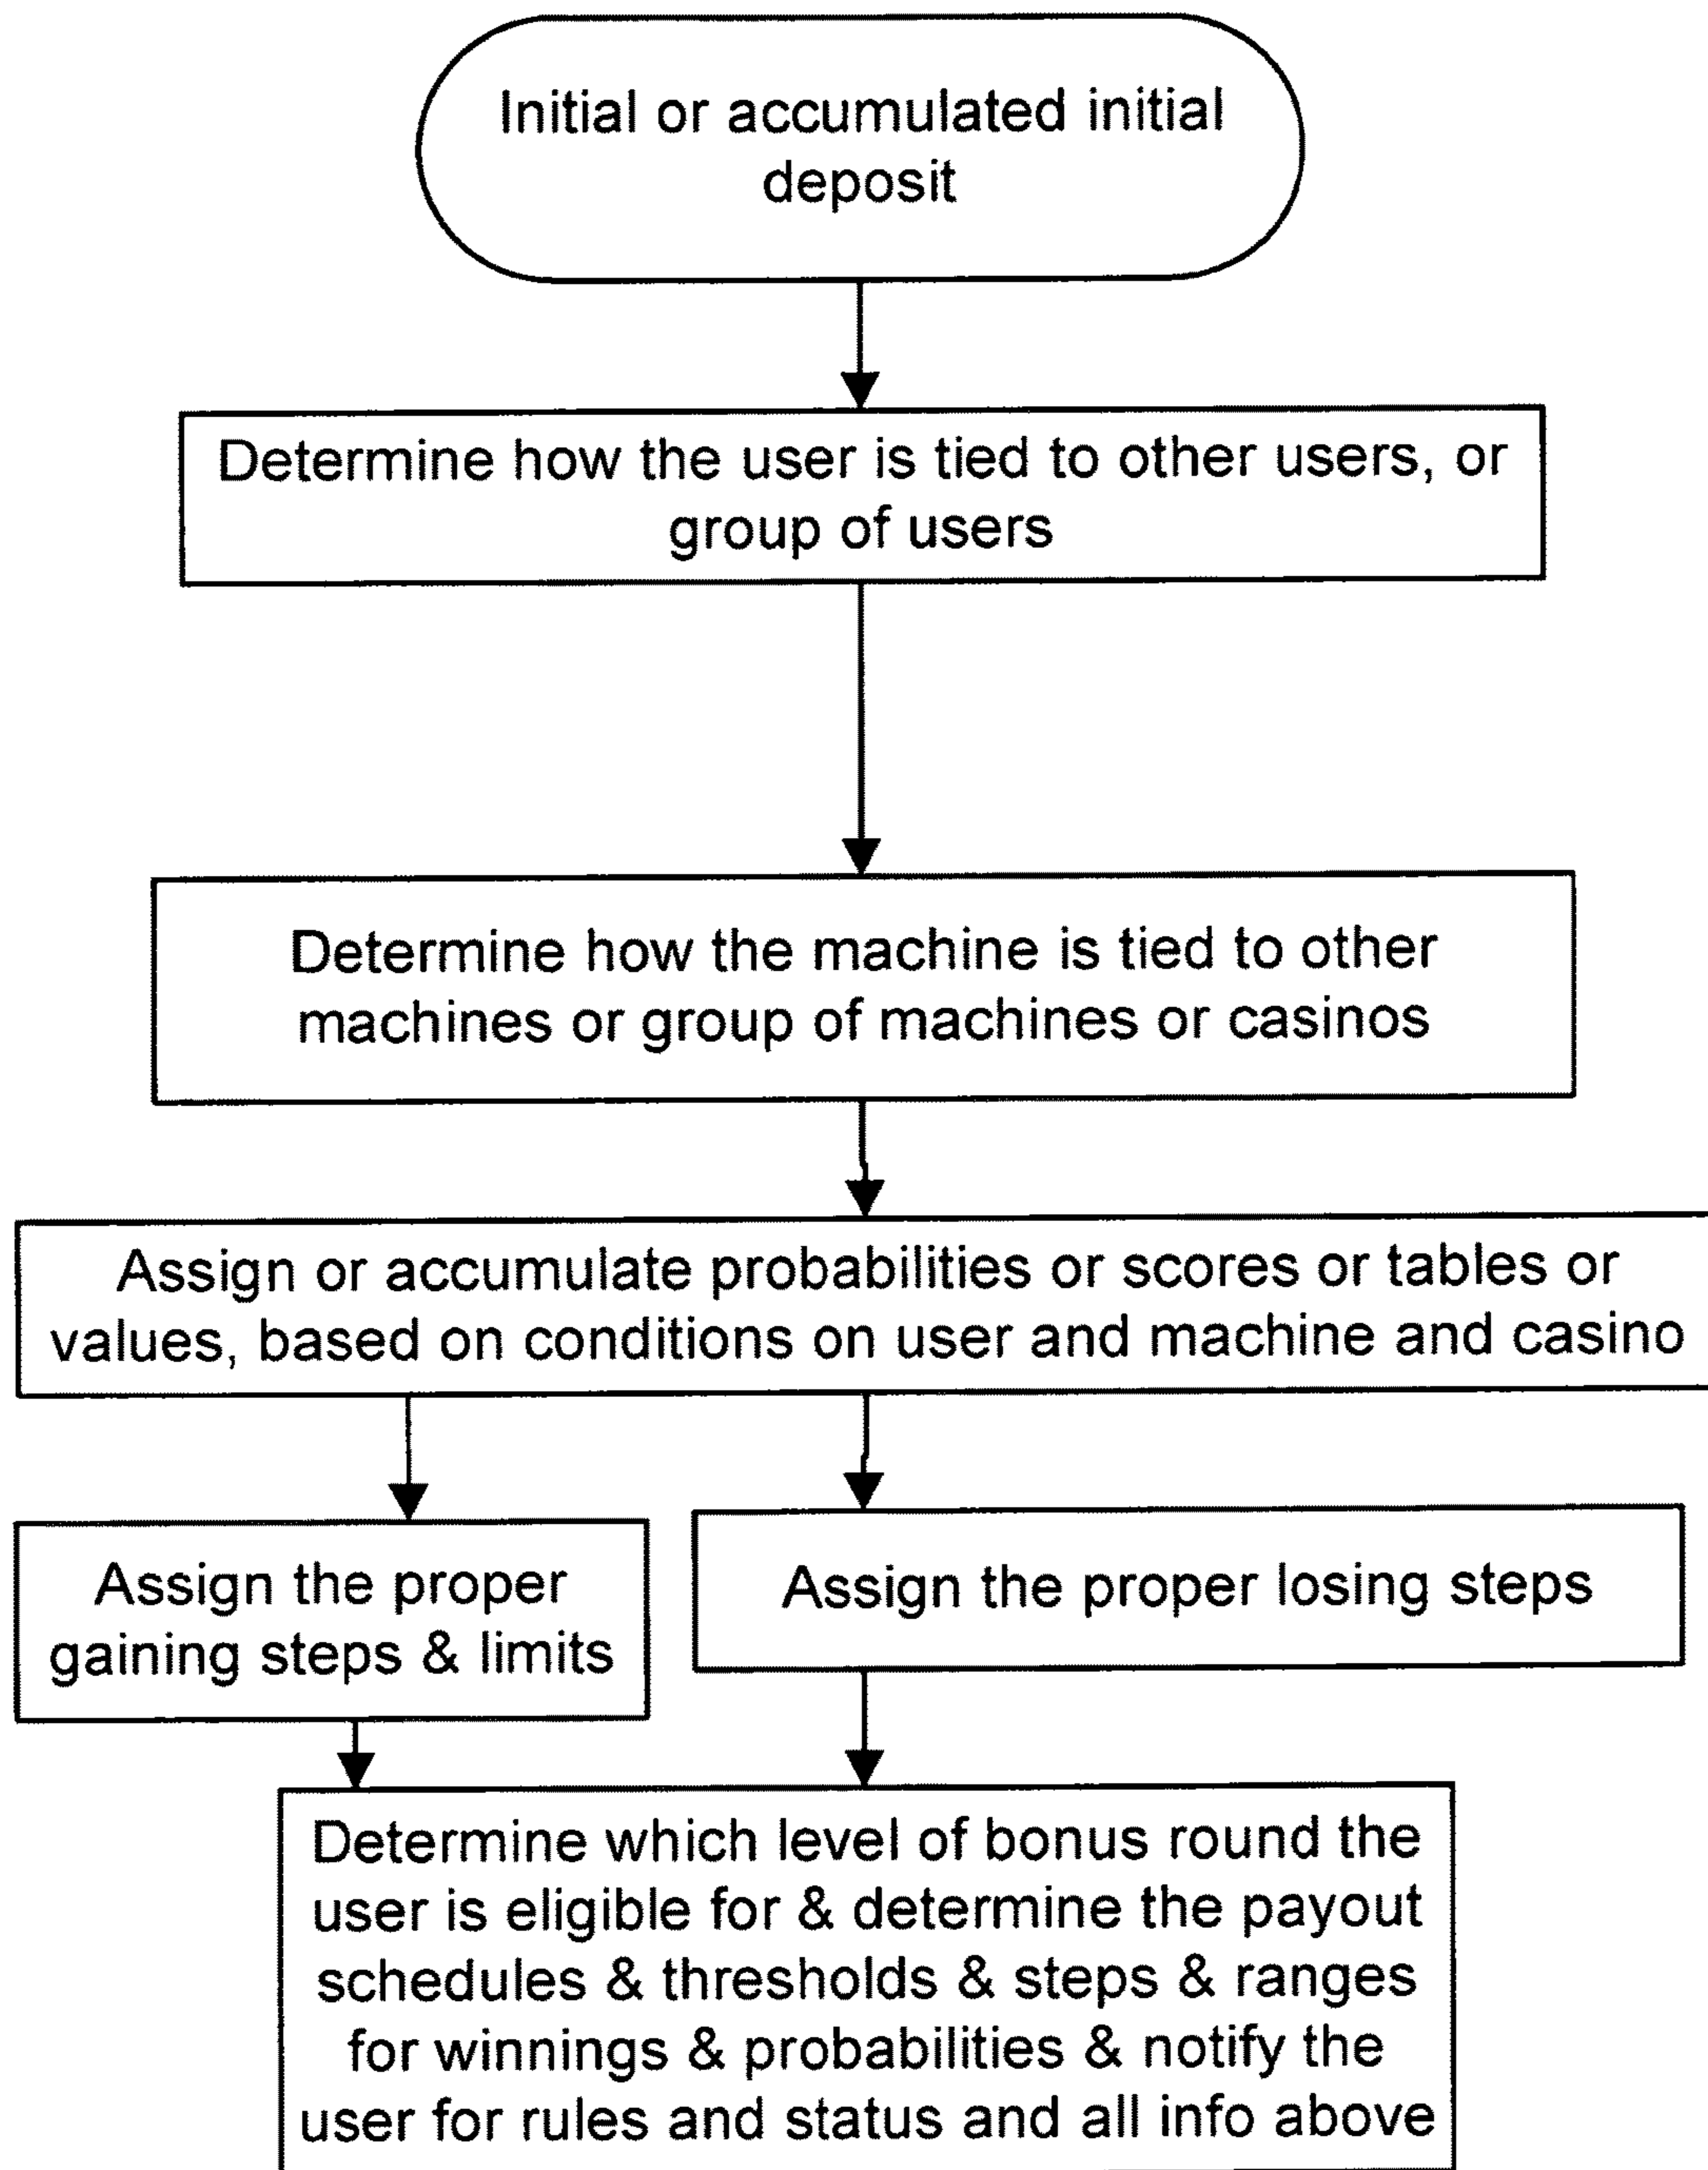 Initial or accumulated initial
deposit
Determine how the user is tied to other users, or
group of users
Determine how the machine is tied to other
machines or group of machines or casinos
Assign or accumulate probabilities or scores or tables or
values, based on conditions on user and machine and casino
Assign the proper
gaining steps & limits
Assign the proper losing steps
Determine which level of bonus round the
user is eligible for & determine the payout
schedules & thresholds & steps & ranges
for winnings & probabilities & notify the
user for rules and status and all info above